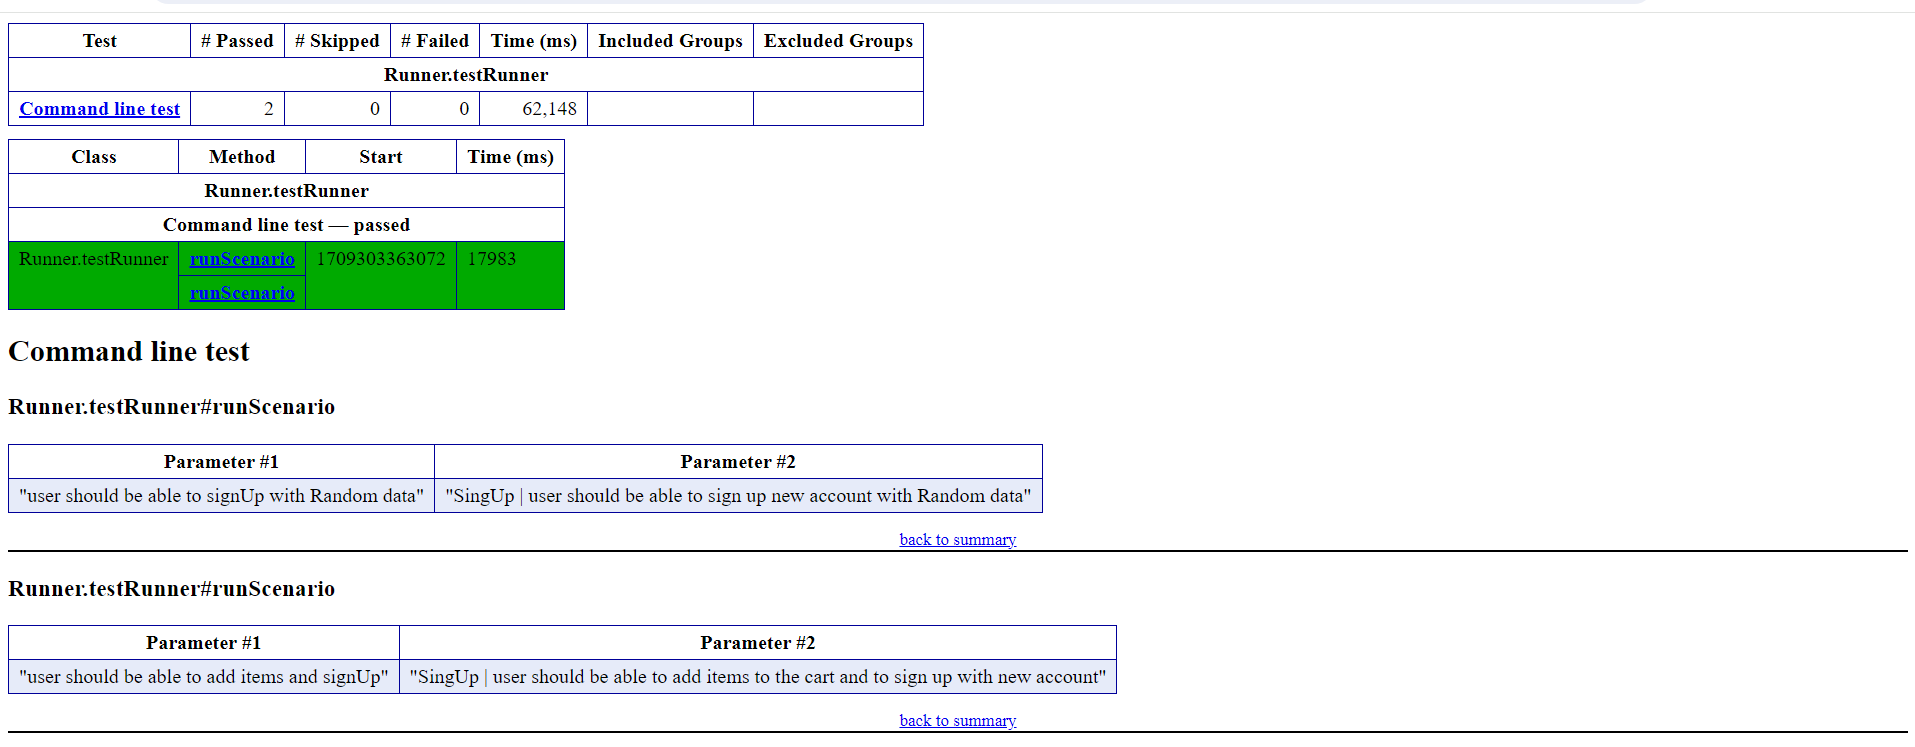 Test # Passed # Skipped # Failed Time (ms) Included Groups Excluded Groups
Runner.testRunner
Command line test 2 0 0 62,148
Class Method Start Time (ms)
Runner.testRunner
Command line test — passed
Runner.testRunner runScenario 1709303363072 17983
runScenario
Command line test
Runner.testRunner#runScenario
Parameter #1 Parameter #2
"user should be able to signUp with Random data" "SingUp | user should be able to sign up new account with Random data"
back to summary
Runner.testRunner#runScenario
Parameter #1 Parameter #2
"user should be able to add items and signUp" "SingUp | user should be able to add items to the cart and to sign up with new account"
back to summary